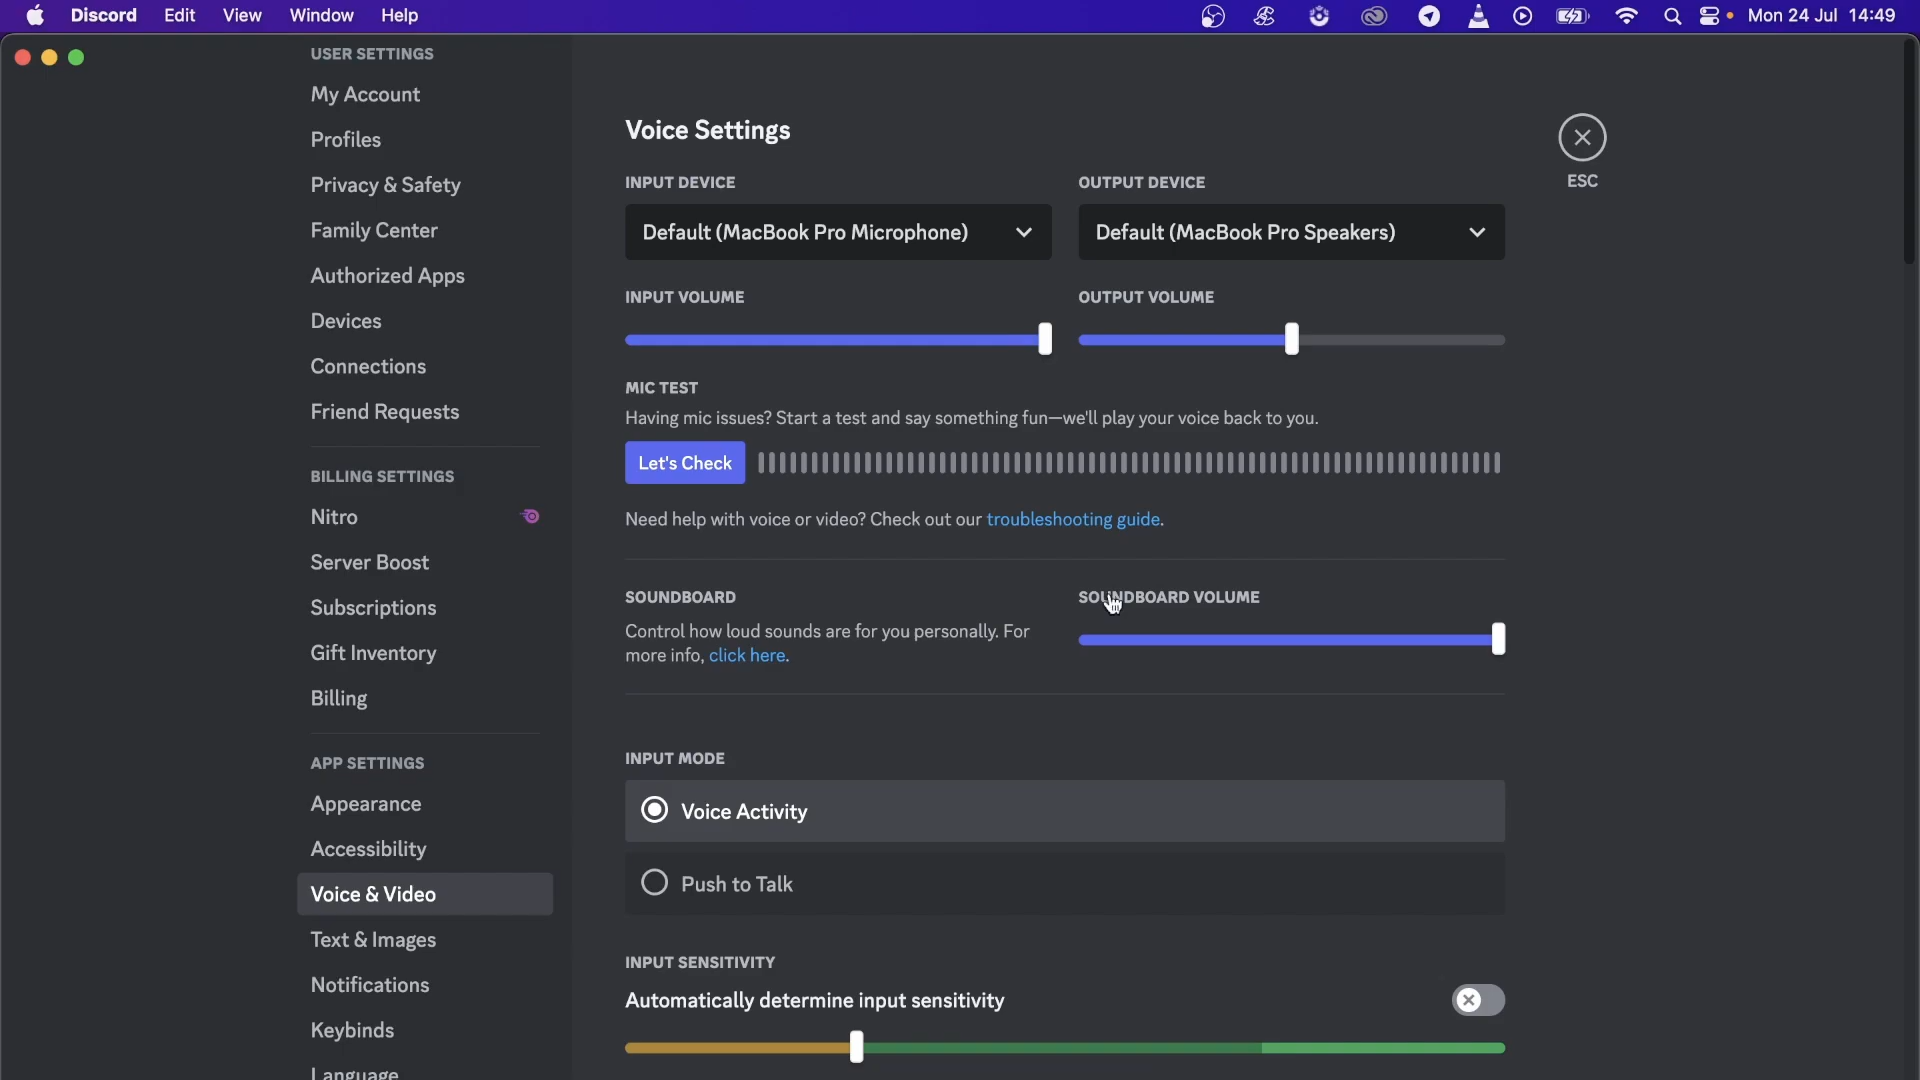 Discord Edit View Window Help Mon 24 Jul 14:49
USER SETTINGS
My Account
Profiles
Privacy & Safety
Family Center
Authorized Apps
Devices
Connections
Friend Requests
BILLING SETTINGS
Nitro
Server Boost
Subscriptions
Gift Inventory
Billing
APP SETTINGS
Appearance
Accessibility
Voice & Video
Text & Images
Notifications
Keybinds
Language
Voice Settings
ESC
INPUT DEVICE
Default (MacBook Pro Microphone)
OUTPUT DEVICE
Default (MacBook Pro Speakers)
INPUT VOLUME
OUTPUT VOLUME
MIC TEST
Having mic issues? Start a test and say something fun—we'll play your voice back to you.
Let's Check
Need help with voice or video? Check out our troubleshooting guide.
SOUNDBOARD
Control how loud sounds are for you personally. For
more info, click here.
SOUNDBOARD VOLUME
INPUT MODE
Voice Activity
Push to Talk
INPUT SENSITIVITY
Automatically determine input sensitivity